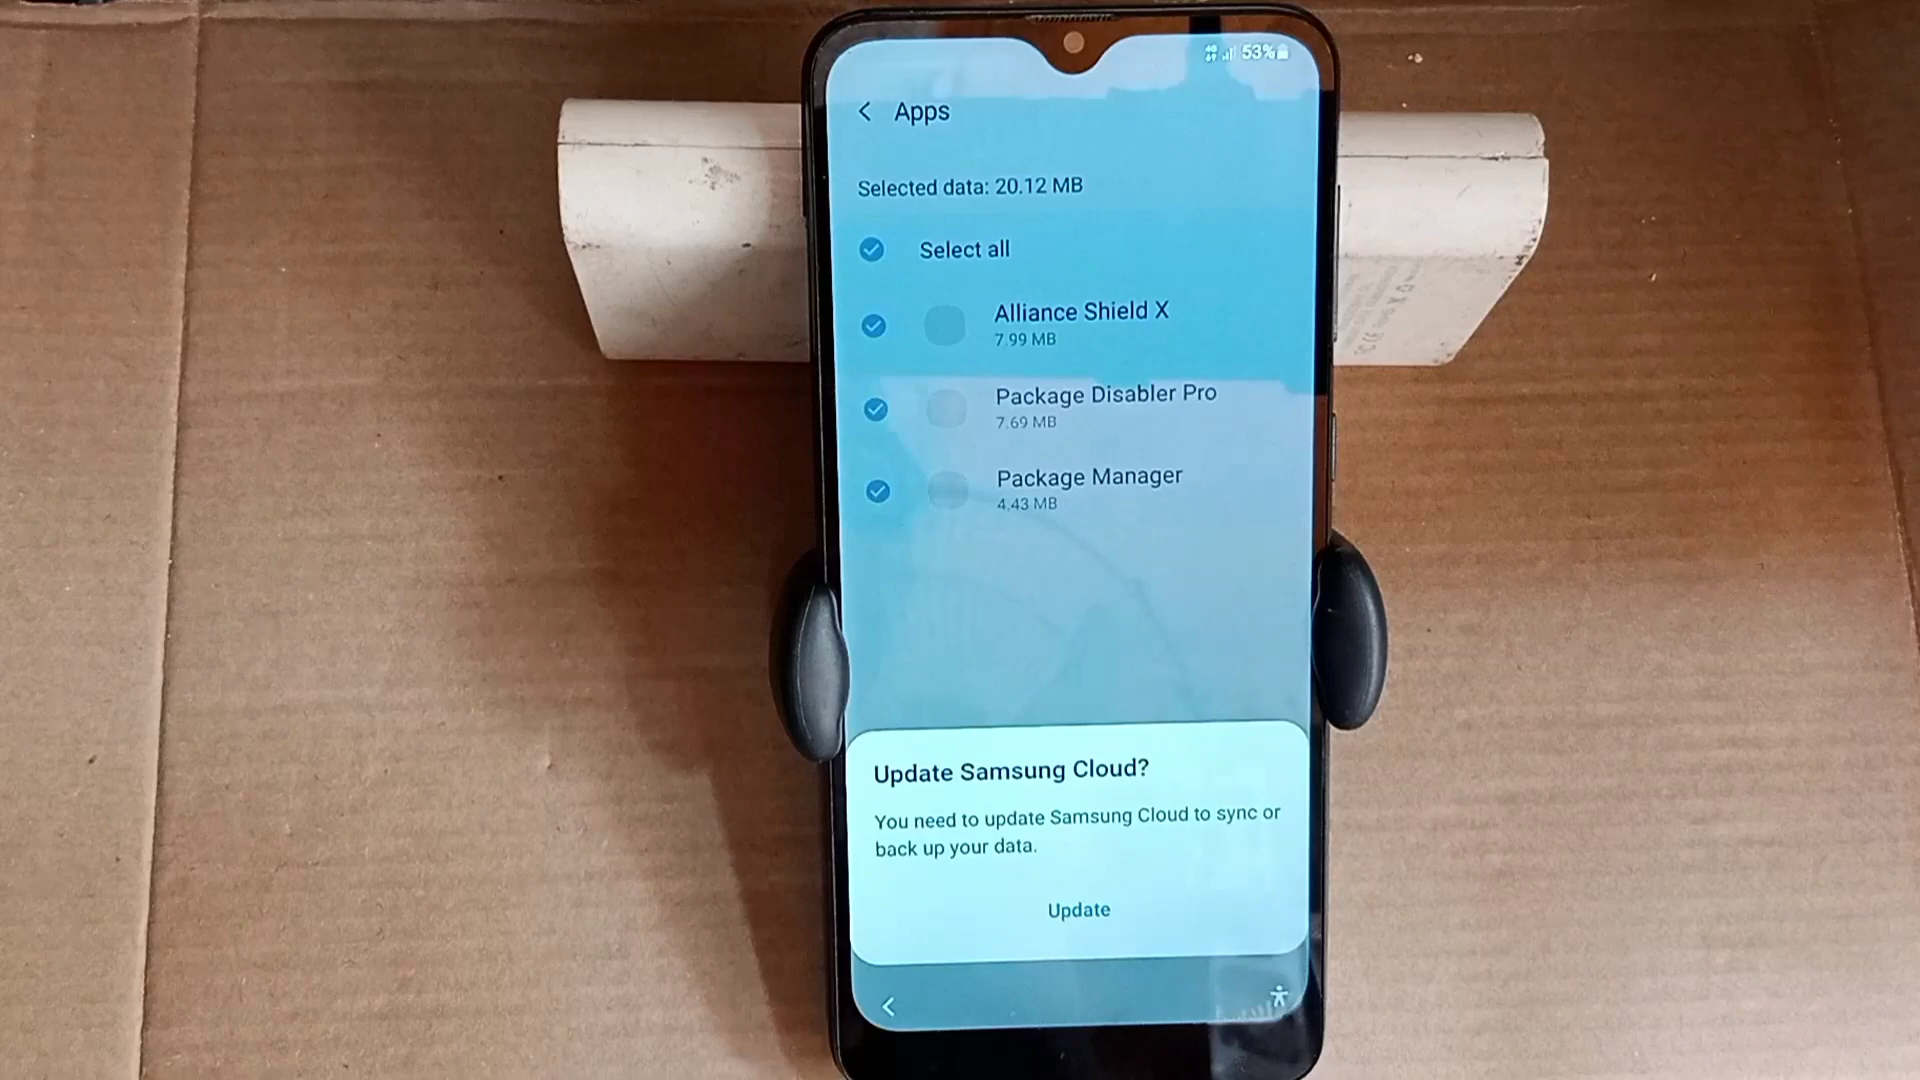 53%
Apps
Selected data: 20.12 MB
Select all
Alliance Shield X
7.99 MB
Package Disabler Pro
7.69 MB
Package Manager
4.43 MB
Update Samsung Cloud?
You need to update Samsung Cloud to sync or
back up your data.
Update